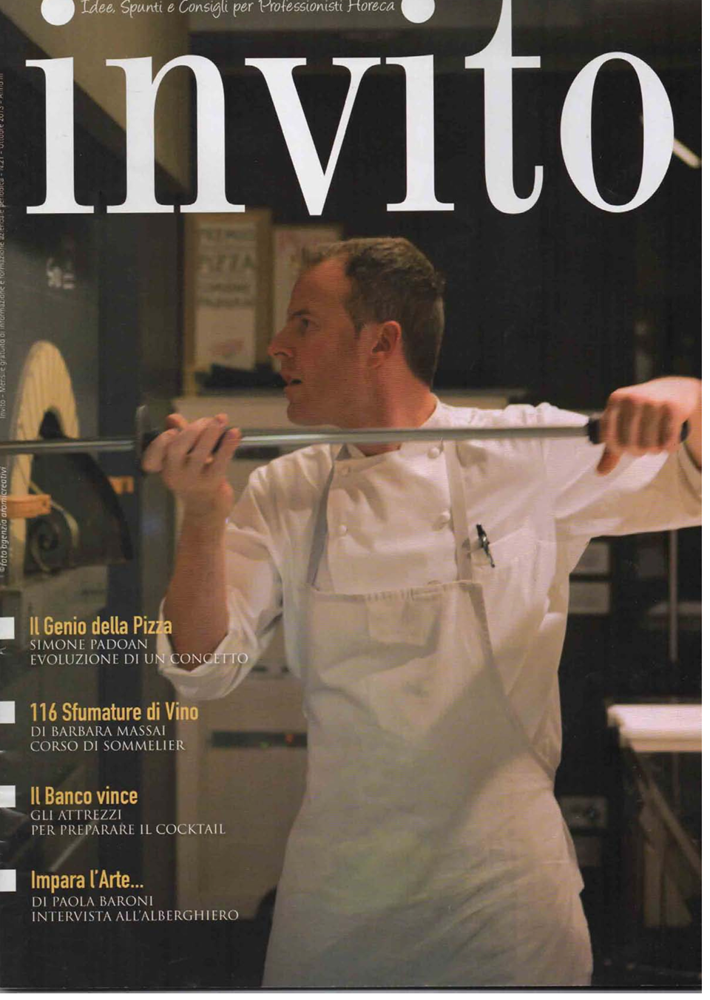 Idee, Spunti e Consigli per Professionisti Horeca
invito
Invito - Mensile gratuito di informazione e formazione aziendale periodica - N.21 - Ottobre 2013 - Anno III
©foto agenzia aromicreativi
PREMIO
PIZZA
Il Genio della Pizza
SIMONE PADOAN
EVOLUZIONE DI UN CONCETTO
116 Sfumature di Vino
DI BARBARA MASSAI
CORSO DI SOMMELIER
Il Banco vince
GLI ATTREZZI
PER PREPARARE IL COCKTAIL
Impara l'Arte...
DI PAOLA BARONI
INTERVISTA ALL'ALBERGHIERO